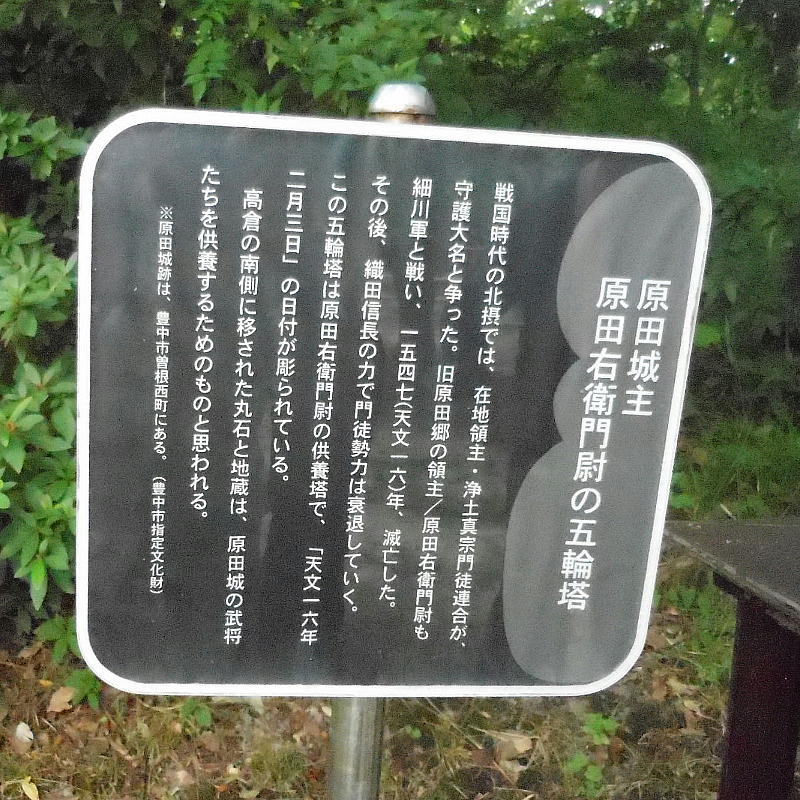 原田城主
原田右衛門尉の五輪塔
戦国時代の北摂では、在地領主・浄土真宗門徒連合が、
守護大名と争った。旧原田郷の領主／原田右衛門尉も
細川軍と戦い、一五四七(天文一六)年、滅亡した。
その後、織田信長の力で門徒勢力は衰退していく。
この五輪塔は原田右衛門尉の供養塔で、「天文一六年
二月三日」の日付が彫られている。
高倉の南側に移された丸石と地蔵は、原田城の武将
たちを供養するためのものと思われる。
※原田城跡は、豊中市曽根西町にある。(豊中市指定文化財)